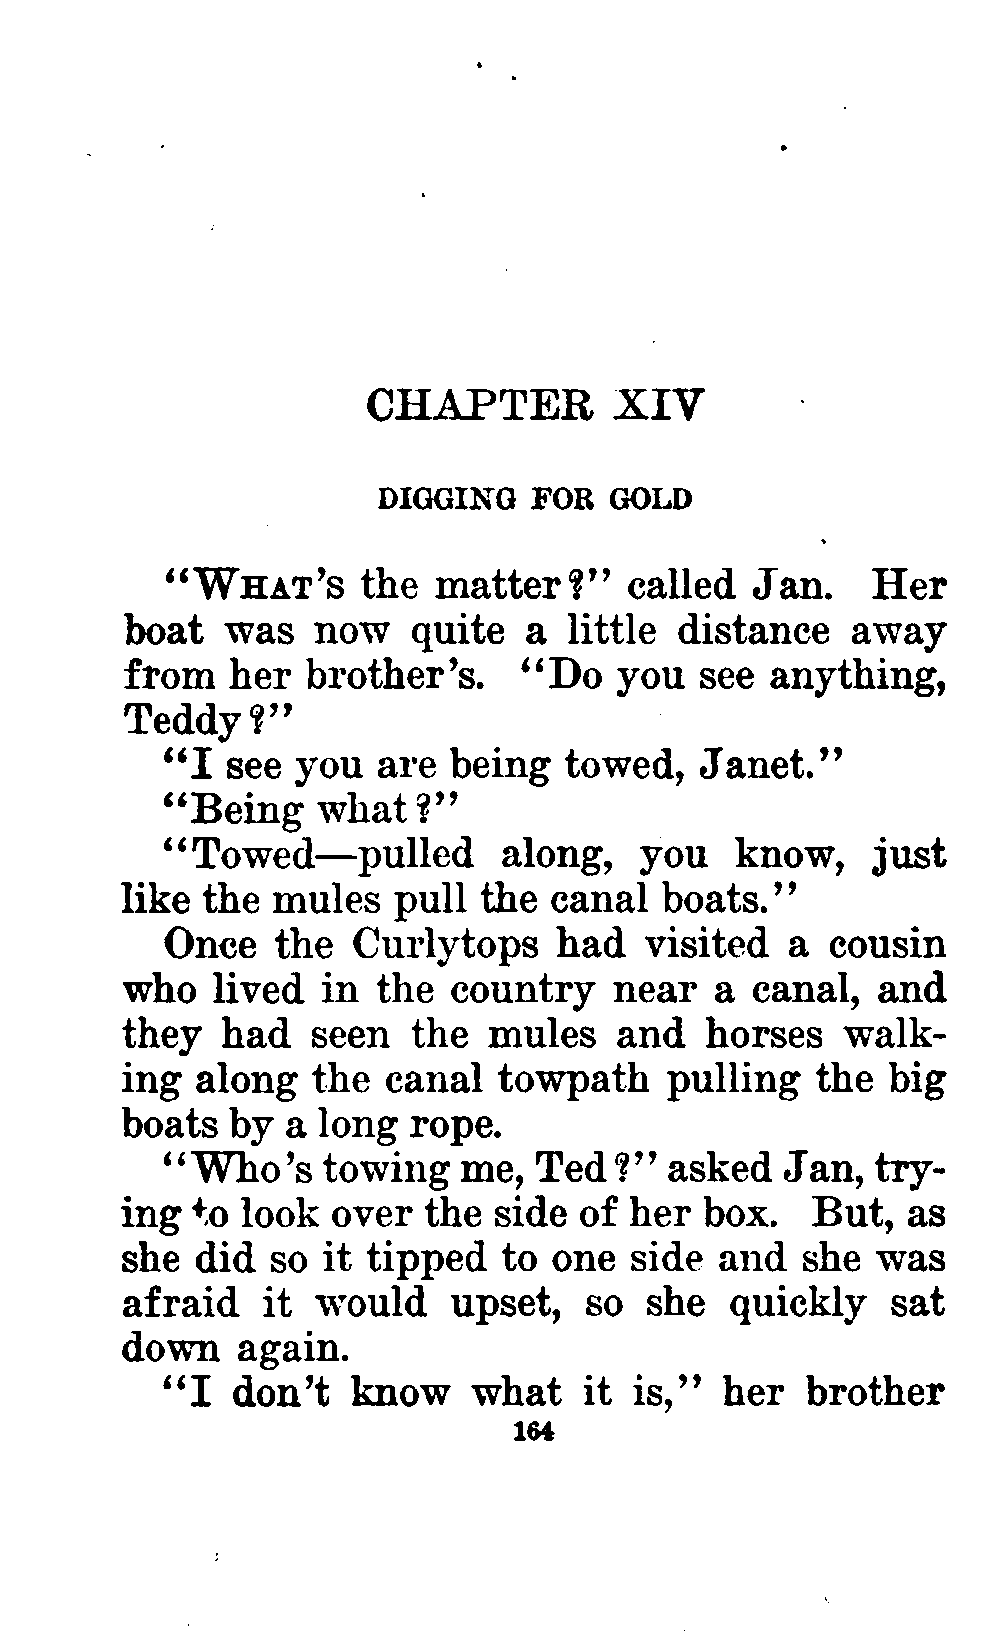 CHAPTER XIV
DIGGING FOR GOLD
"WHAT's the matter?" called Jan. Her
boat was now quite a little distance away
from her brother's. "Do you see anything,
Teddy?"
"I see you are being towed, Janet."
"Being what?"
"Towed—pulled along, you know, just
like the mules pull the canal boats."
Once the Curlytops had visited a cousin
who lived in the country near a canal, and
they had seen the mules and horses walk-
ing along the canal towpath pulling the big
boats by a long rope.
"Who's towing me, Ted?" asked Jan, try-
ing to look over the side of her box. But, as
she did so it tipped to one side and she was
afraid it would upset, so she quickly sat
down again.
"I don't know what it is," her brother
164